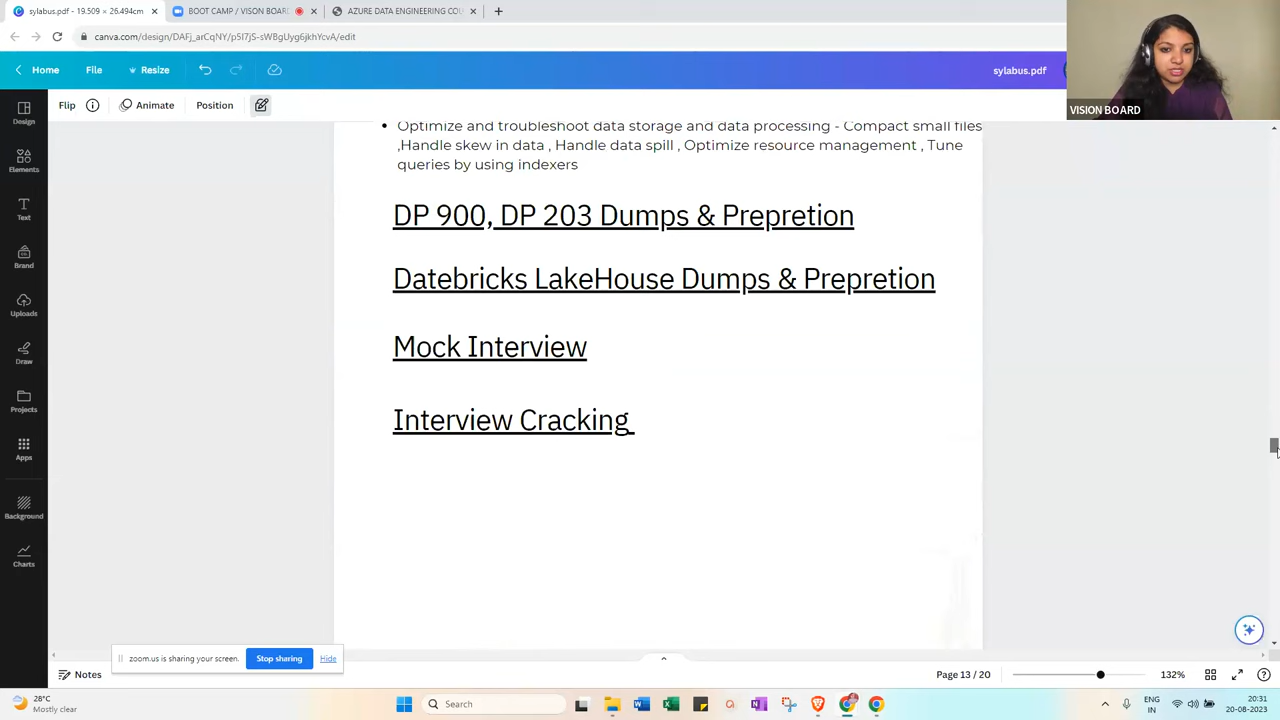 sylabus.pdf - 19.509 × 26.494cm
BOOT CAMP / VISON BOAR
AZURE DATA ENGINEERING COU
canva.com/design/DAFj_arCqNY/p5I7jS-sWBgUyg6jkhYcvA/edit
Home
File
Resize
sylabus.pdf
Flip
Animate
Position
VISION BOARD
Design
Elements
Text
Brand
Uploads
Draw
Projects
Apps
Background
Charts
• Optimize and troubleshoot data storage and data processing - Compact small files
,Handle skew in data , Handle data spill , Optimize resource management , Tune
queries by using indexers
DP 900, DP 203 Dumps & Prepretion
Datebricks LakeHouse Dumps & Prepretion
Mock Interview
Interview Cracking
zoom.us is sharing your screen.
Stop sharing
Hide
Notes
Page 13 / 20
132%
28°C
Mostly clear
Search
ENG
IN
20:31
20-08-2023